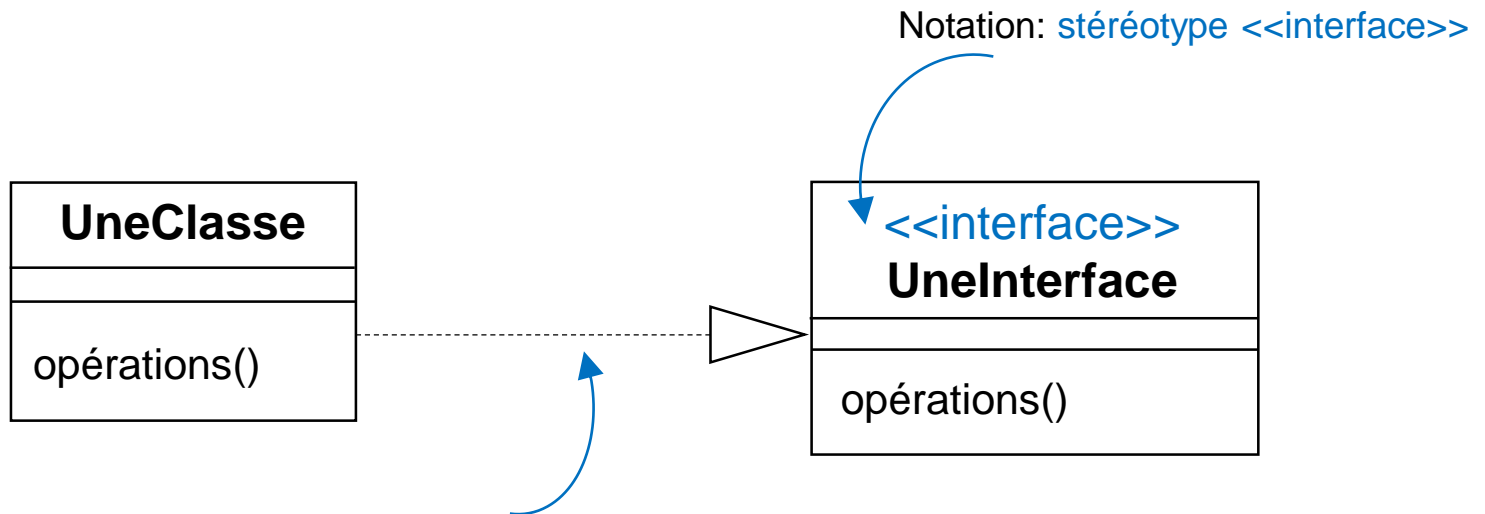 Notation: stéréotype <<interface>>
UneClasse
opérations()
<<interface>>
UneInterface
opérations()